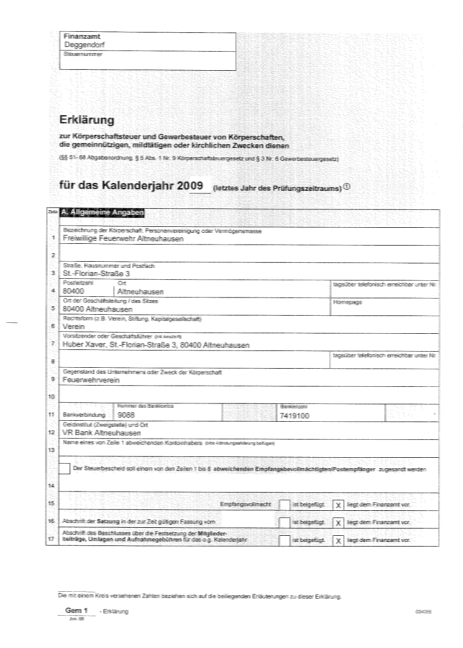 Finanzamt
Deggendorf
Steuernummer
Erklärung
zur Körperschaftsteuer und Gewerbesteuer von Körperschaften,
die gemeinnützigen, mildtätigen oder kirchlichen Zwecken dienen
(§§ 51- 68 Abgabenordnung, § 5 Abs. 1 Nr. 9 Körperschaftsteuergesetz und § 3 Nr. 6 Gewerbesteuergesetz)
für das Kalenderjahr 2009 (letztes Jahr des Prüfungszeitraums) ①
Zeile A. Allgemeine Angaben
Bezeichnung der Körperschaft, Personenvereinigung oder Vermögensmasse
1 Freiwillige Feuerwehr Altneuhausen
2
Straße, Hausnummer und Postfach
3 St.-Florian-Straße 3
Postleitzahl Ort tagsüber telefonisch erreichbar unter Nr.
4 80400 Altneuhausen
Ort der Geschäftsleitung / des Sitzes Homepage
5 80400 Altneuhausen
Rechtsform (z.B. Verein, Stiftung, Kapitalgesellschaft)
6 Verein
Vorsitzender oder Geschäftsführer (mit Anschrift)
7 Huber Xaver, St.-Florian-Straße 3, 80400 Altneuhausen
8 tagsüber telefonisch erreichbar unter Nr.
Gegenstand des Unternehmens oder Zweck der Körperschaft
9 Feuerwehrverein
10
Nummer des Bankkontos Bankleitzahl
11 Bankverbindung 9088 7419100
Geldinstitut (Zweigstelle) und Ort
12 VR Bank Altneuhausen
Name eines von Zeile 1 abweichenden Kontoinhabers (bitte Abtretungserklärung beifügen)
13
Der Steuerbescheid soll einem von den Zeilen 1 bis 8 abweichenden Empfangsbevollmächtigten/Postempfänger zugesandt werden
14
15 Empfangsvollmacht ist beigefügt. X liegt dem Finanzamt vor.
16 Abschrift der Satzung in der zur Zeit gültigen Fassung vom ist beigefügt. X liegt dem Finanzamt vor.
Abschrift des Beschlusses über die Festsetzung der Mitglieder-
17 beiträge, Umlagen und Aufnahmegebühren für das o.g. Kalenderjahr ist beigefügt. X liegt dem Finanzamt vor.
Die mit einem Kreis versehenen Zahlen beziehen sich auf die beiliegenden Erläuterungen zu dieser Erklärung.
Gem 1 - Erklärung